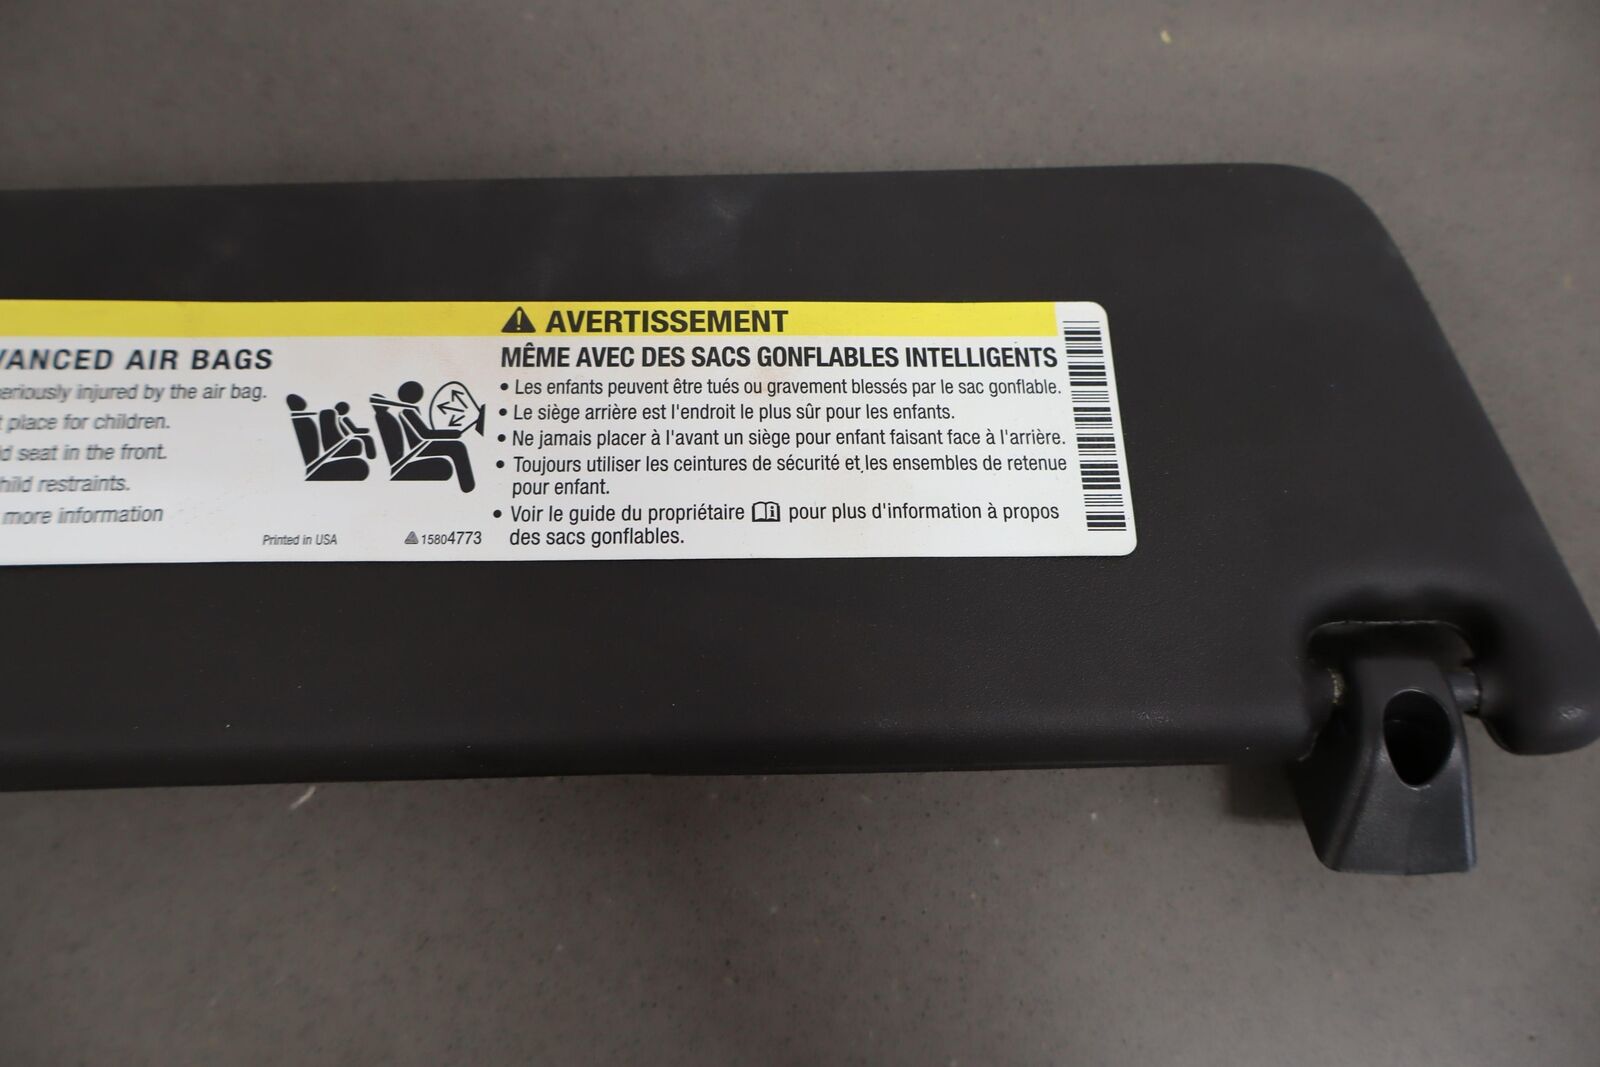 AIR BAGS
injured by the air bag.
place for children.
seat in the front.
restraints.
more information
Printed in USA
15804773
AVERTISSEMENT
MÊME AVEC DES SACS GONFLABLES INTELLIGENTS
• Les enfants peuvent être tués ou gravement blessés par le sac gonflable.
• Le siège arrière est l'endroit le plus sûr pour les enfants.
• Ne jamais placer à l'avant un siège pour enfant faisant face à l'arrière.
• Toujours utiliser les ceintures de sécurité et les ensembles de retenue
pour enfant.
• Voir le guide du propriétaire pour plus d'information à propos
des sacs gonflables.